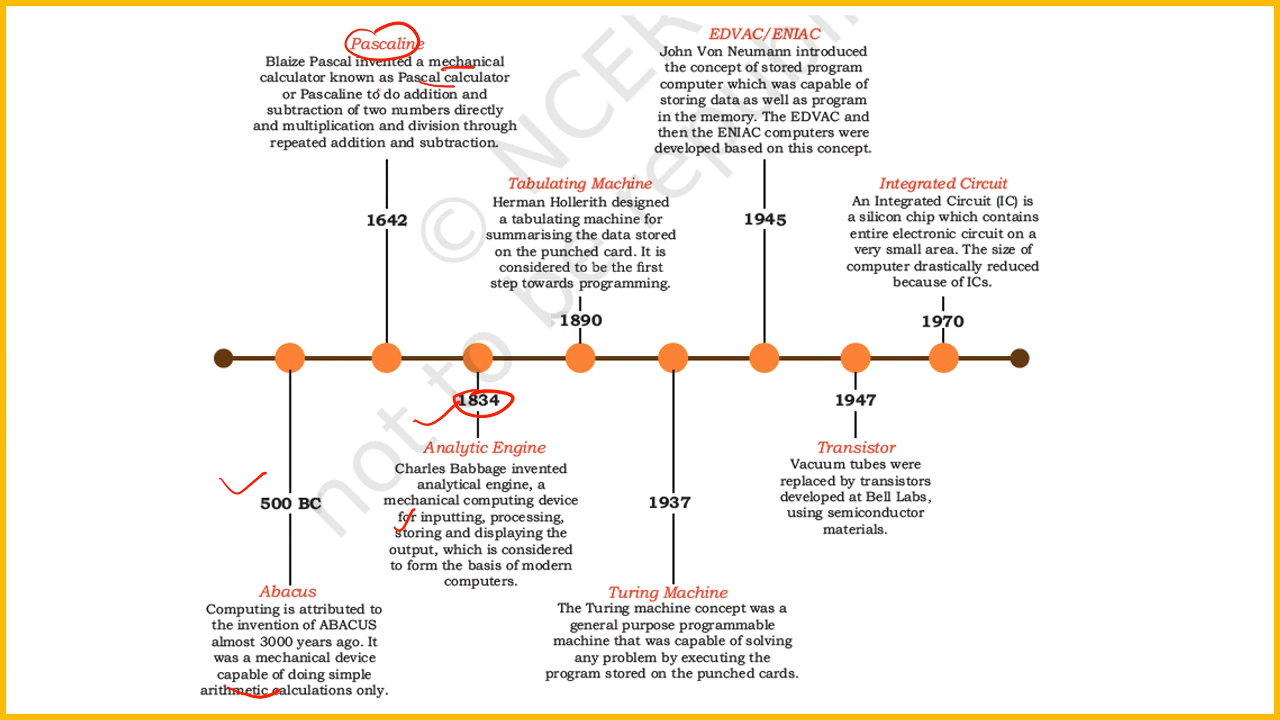 Pascaline
Blaize Pascal invented a mechanical
calculator known as Pascal calculator
or Pascaline to do addition and
subtraction of two numbers directly
and multiplication and division through
repeated addition and subtraction.
1642
Tabulating Machine
Herman Hollerith designed
a tabulating machine for
summarising the data stored
on the punched card. It is
considered to be the first
step towards programming.
1890
EDVAC/ENIAC
John Von Neumann introduced
the concept of stored program
computer which was capable of
storing data as well as program
in the memory. The EDVAC and
then the ENIAC computers were
developed based on this concept.
1945
Integrated Circuit
An Integrated Circuit (IC) is
a silicon chip which contains
entire electronic circuit on a
very small area. The size of
computer drastically reduced
because of ICs.
1970
500 BC
Abacus
Computing is attributed to
the invention of ABACUS
almost 3000 years ago. It
was a mechanical device
capable of doing simple
arithmetic calculations only.
1834
Analytic Engine
Charles Babbage invented
analytical engine, a
mechanical computing device
for inputting, processing,
storing and displaying the
output, which is considered
to form the basis of modern
computers.
1937
Turing Machine
The Turing machine concept was a
general purpose programmable
machine that was capable of solving
any problem by executing the
program stored on the punched cards.
1947
Transistor
Vacuum tubes were
replaced by transistors
developed at Bell Labs,
using semiconductor
materials.
© NCER
not to be republi